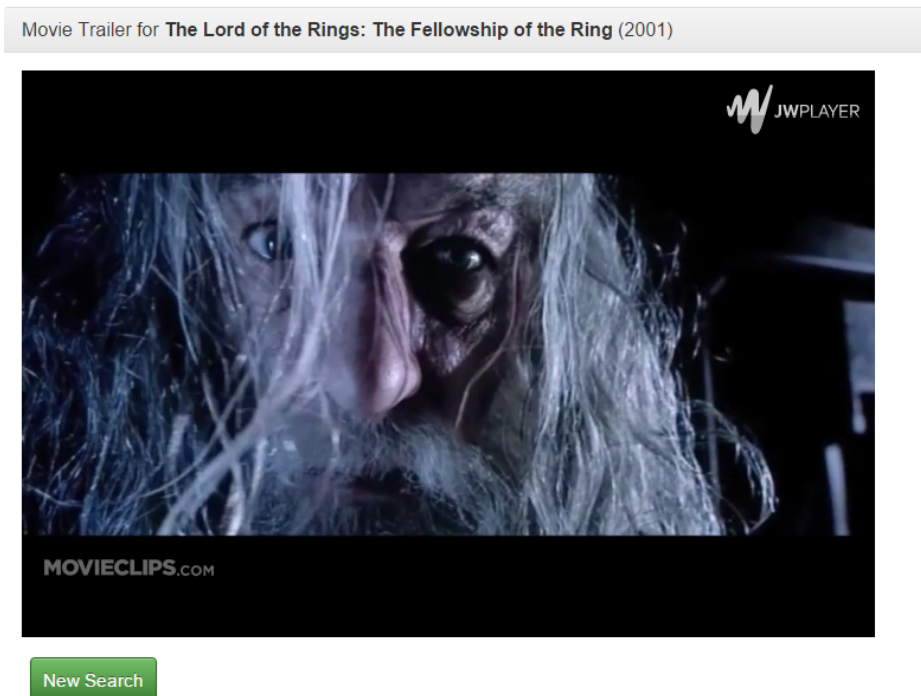 Movie Trailer for The Lord of the Rings: The Fellowship of the Ring (2001)
JWPLAYER
MOVIECLIPS.COM
New Search